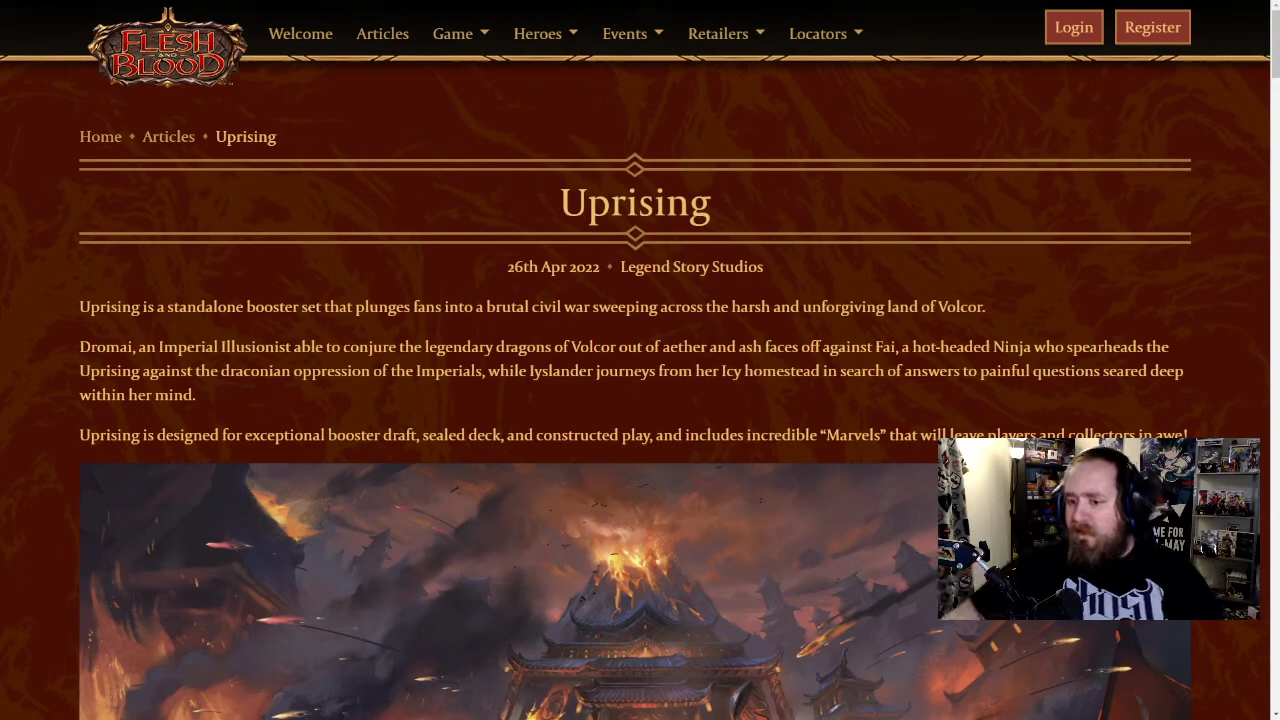 FLESH
AND
BLOOD
Welcome Articles Game Heroes Events Retailers Locators
Login Register
Home Articles Uprising
Uprising
26th Apr 2022 Legend Story Studios
Uprising is a standalone booster set that plunges fans into a brutal civil war sweeping across the harsh and unforgiving land of Volcor.
Dromai, an Imperial Illusionist able to conjure the legendary dragons of Volcor out of aether and ash faces off against Fai, a hot-headed Ninja who spearheads the
Uprising against the draconian oppression of the Imperials, while Iyslander journeys from her Icy homestead in search of answers to painful questions seared deep
within her mind.
Uprising is designed for exceptional booster draft, sealed deck, and constructed play, and includes incredible “Marvels” that will leave players and collectors in awe!
ME FOR
GHOST